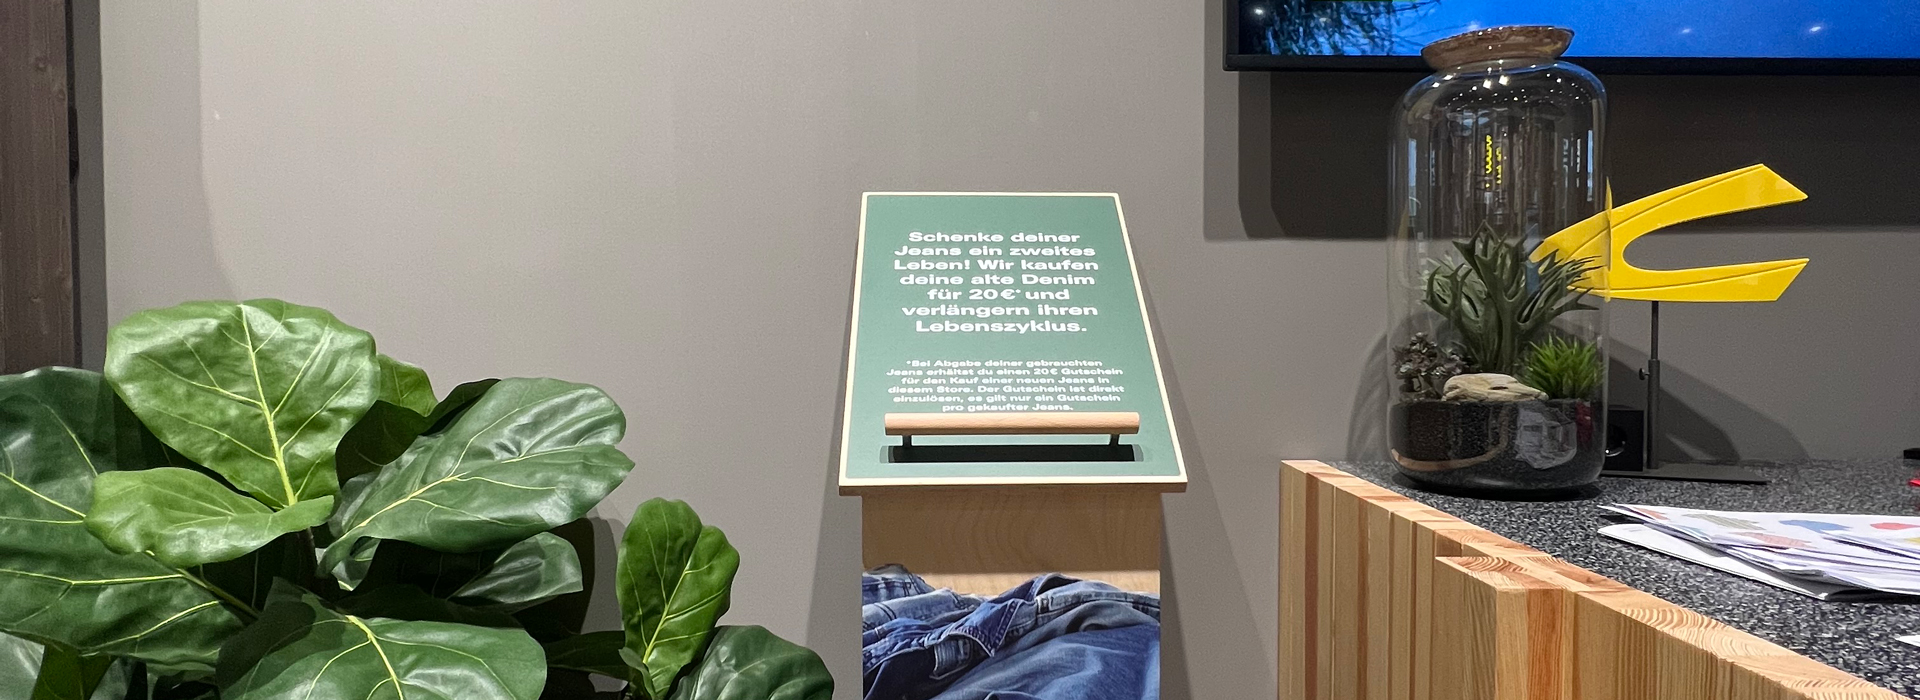 Schenke deiner
Jeans ein zweites
Leben! Wir kaufen
deine alte Denim
für 20€* und
verlängern ihren
Lebenszyklus.
*Bei Abgabe deiner gebrauchten
Jeans erhältst du einen 20€ Gutschein
für den Kauf einer neuen Jeans in
diesem Store. Der Gutschein ist direkt
einzulösen, es gilt nur ein Gutschein
pro gekaufter Jeans.